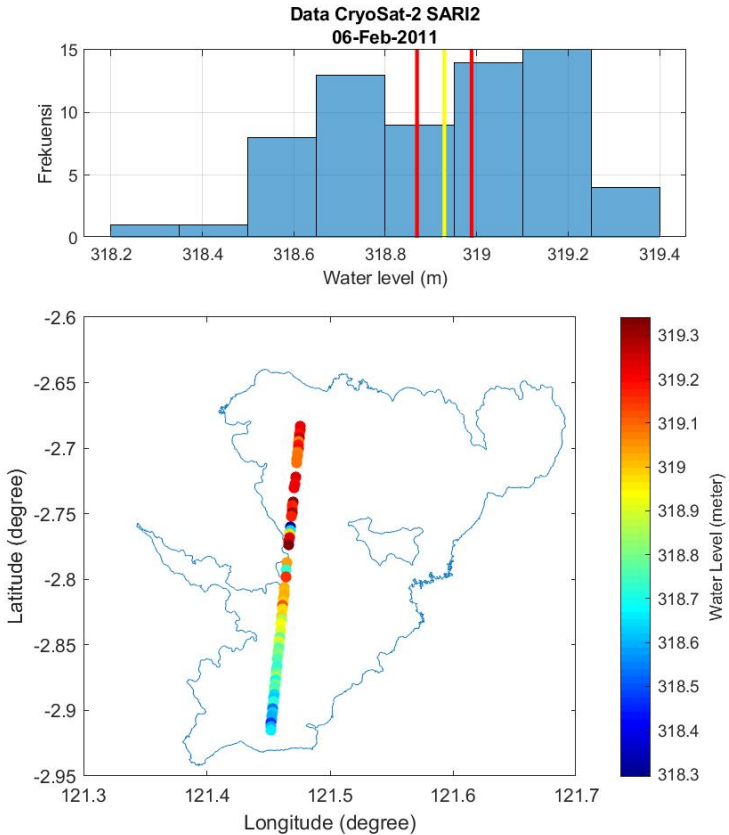 Data CryoSat-2 SARI2
06-Feb-2011
15
10
5
0
Frekuensi
318.2 318.4 318.6 318.8 319 319.2 319.4
Water level (m)
-2.6
-2.65
-2.7
-2.75
-2.8
-2.85
-2.9
-2.95
Latitude (degree)
121.3 121.4 121.5 121.6 121.7
Longitude (degree)
319.3
319.2
319.1
319
318.9
318.8
318.7
318.6
318.5
318.4
318.3
Water Level (meter)